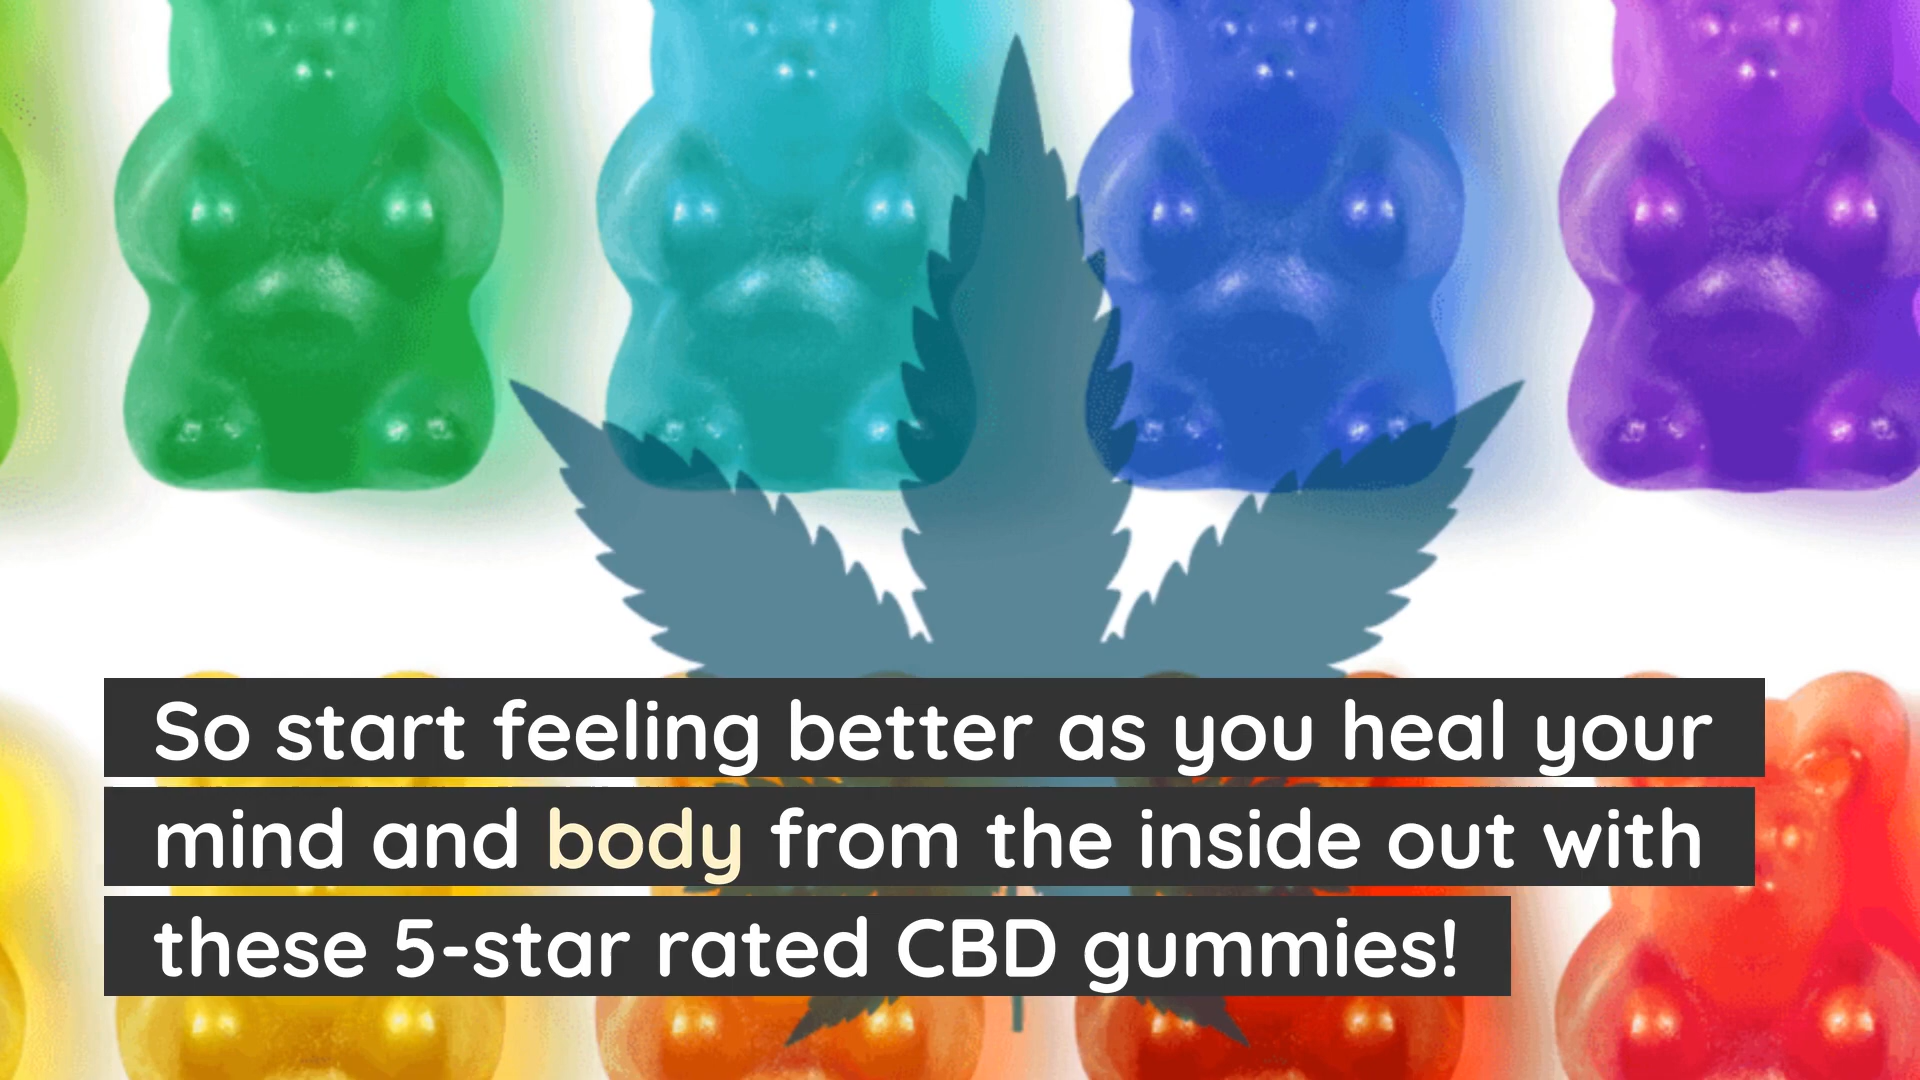 So start feeling better as you heal your
mind and body from the inside out with
these 5-star rated CBD gummies!